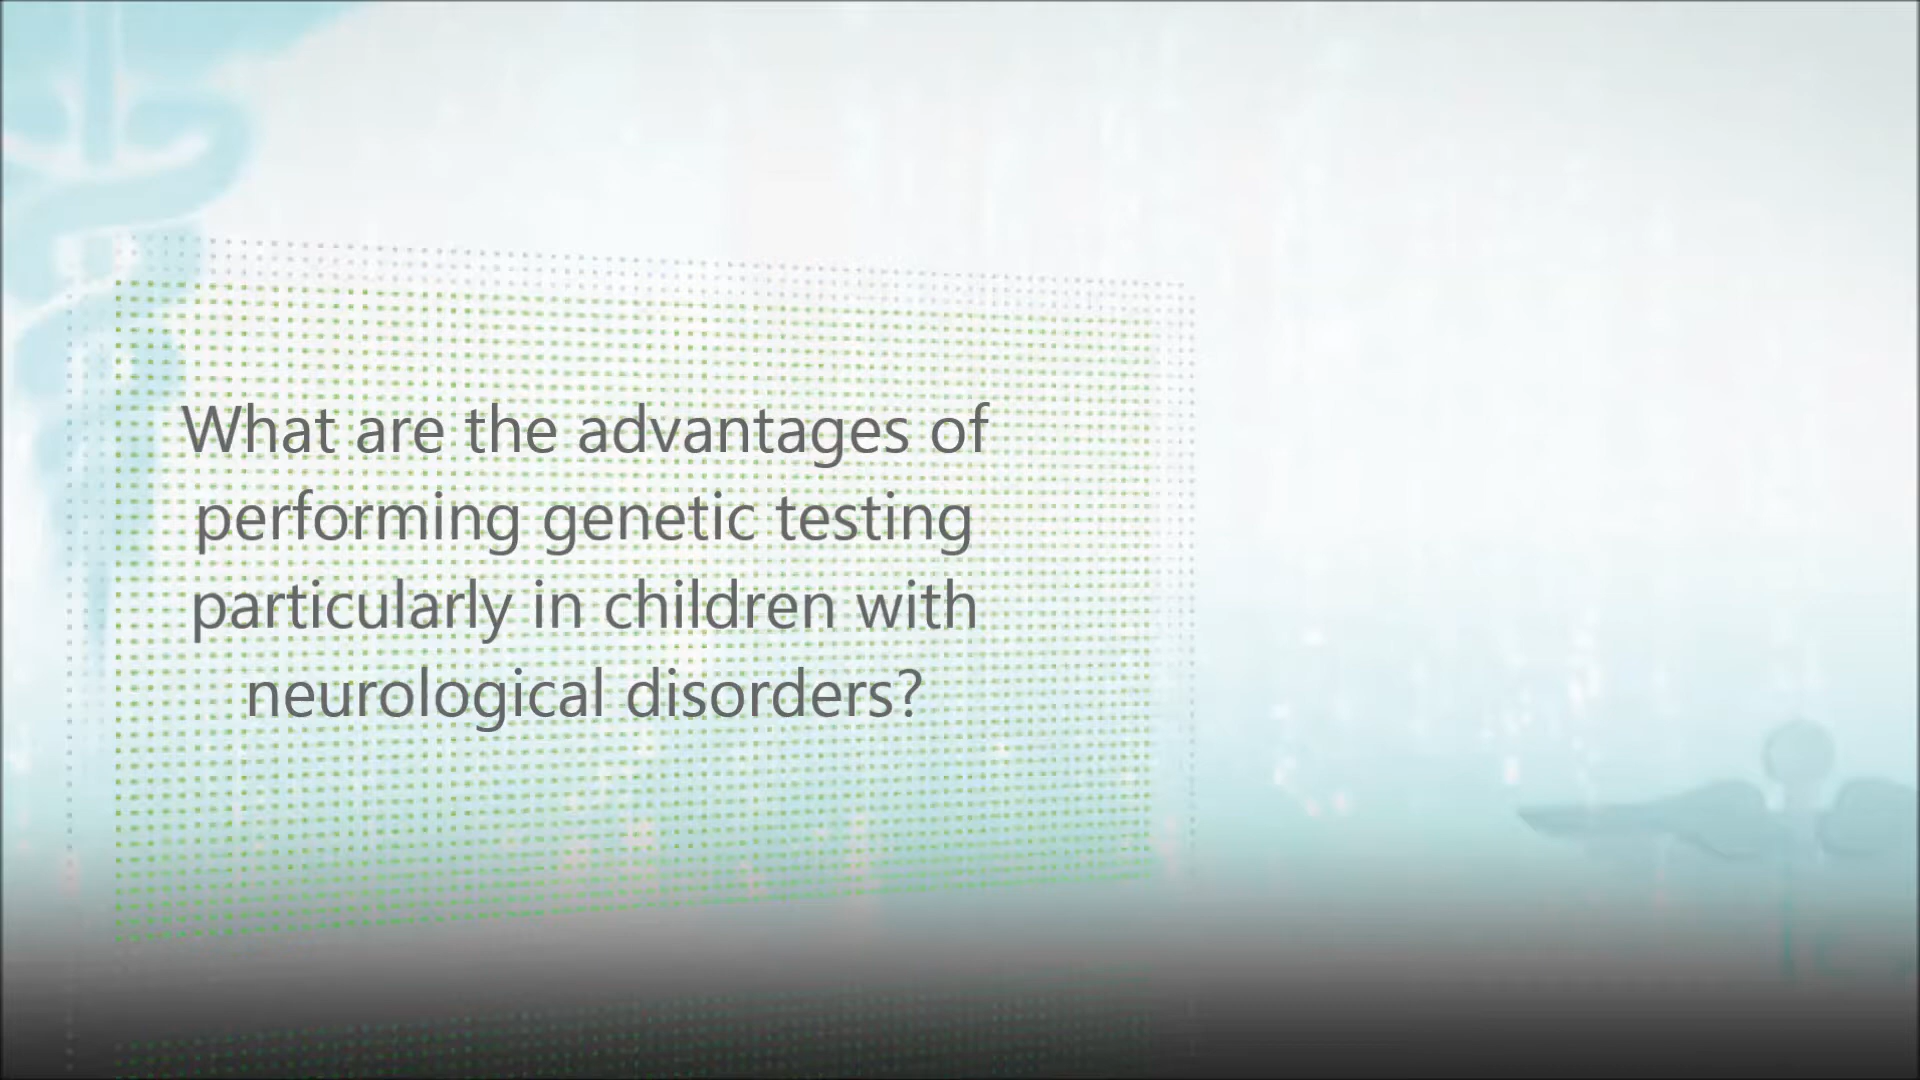 What are the advantages of
performing genetic testing
particularly in children with
neurological disorders?